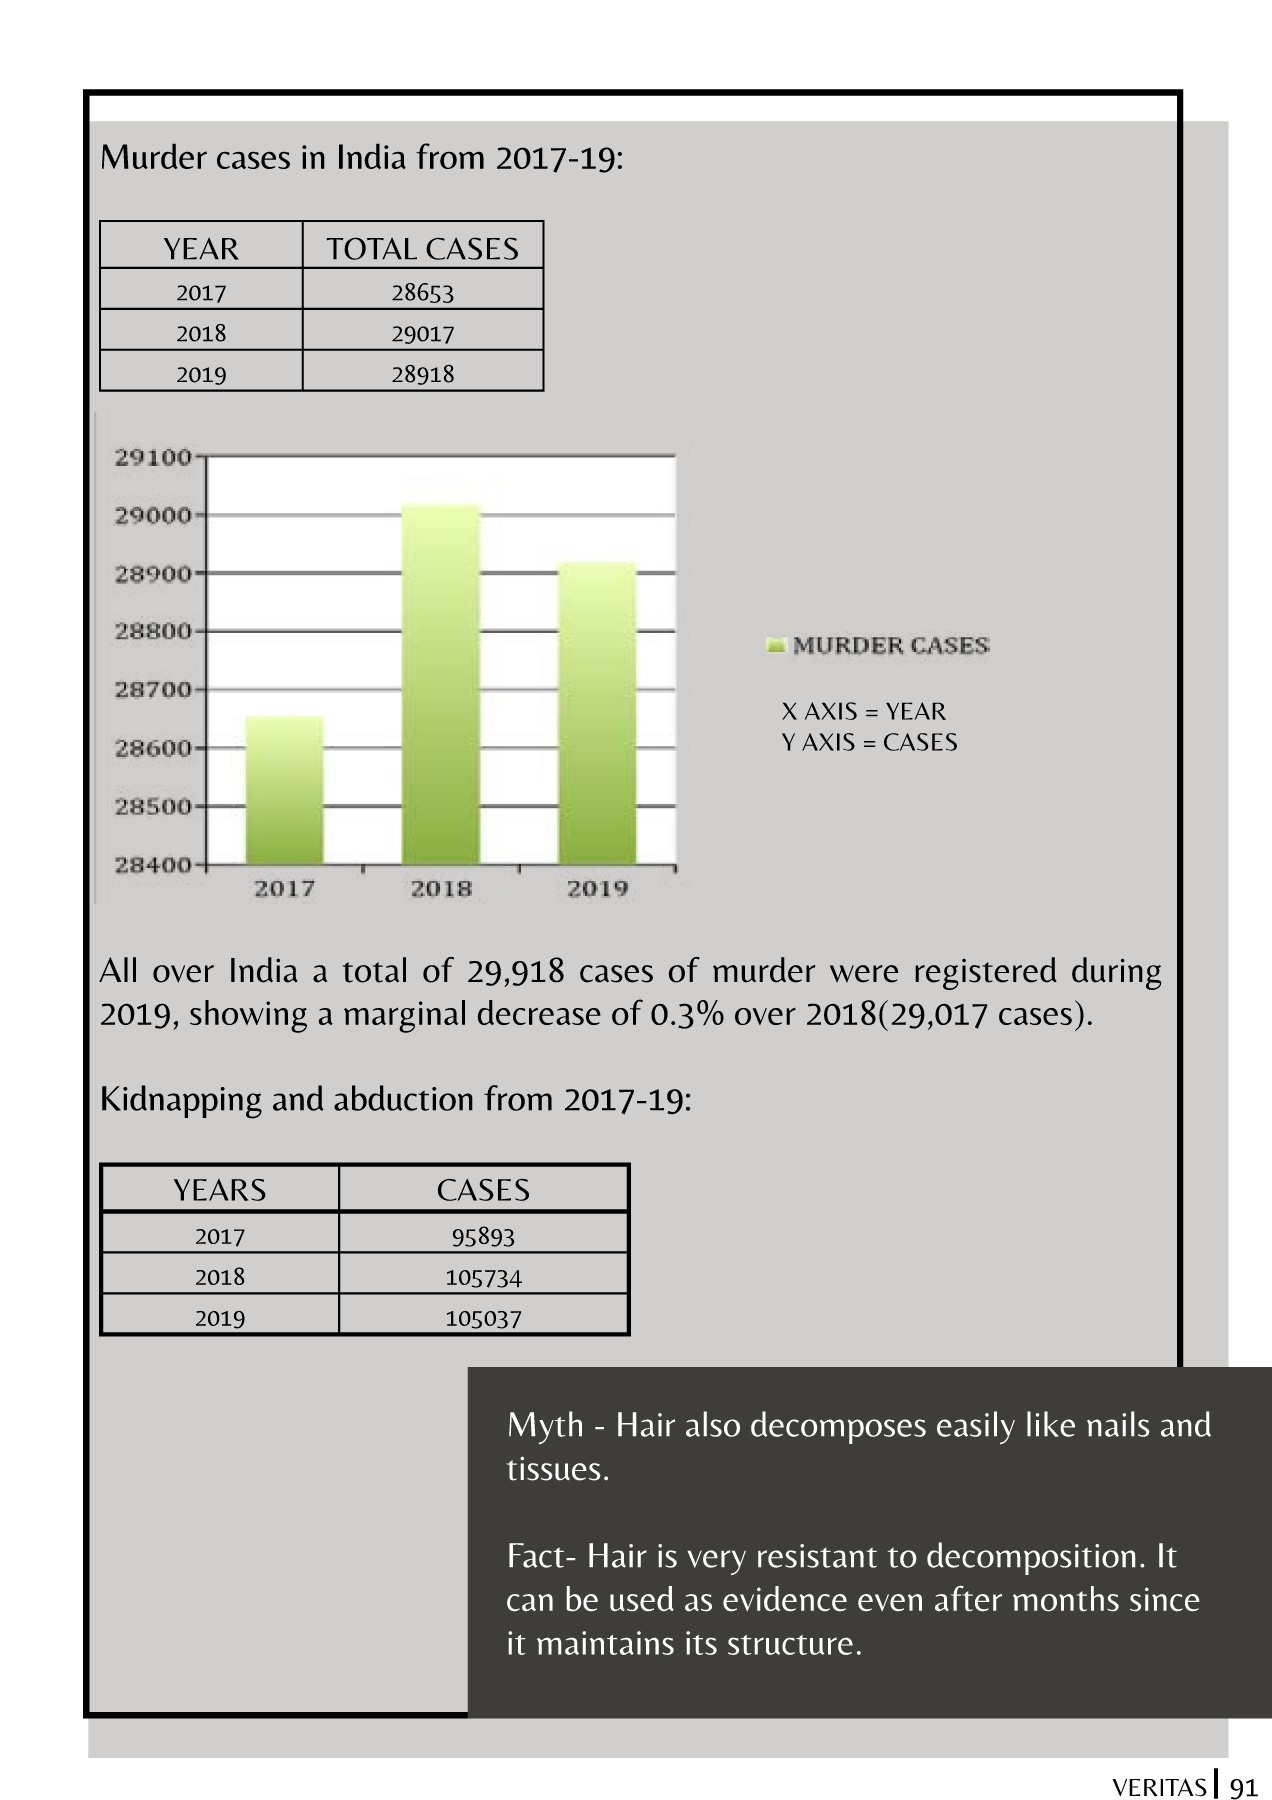 Murder cases in India from 2017-19:
YEAR TOTAL CASES
2017 28653
2018 29017
2019 28918
29100
29000
28900
28800
28700
28600
28500
28400
2017 2018 2019
MURDER CASES
X AXIS = YEAR
Y AXIS = CASES
All over India a total of 29,918 cases of murder were registered during
2019, showing a marginal decrease of 0.3% over 2018(29,017 cases).
Kidnapping and abduction from 2017-19:
YEARS CASES
2017 95893
2018 105734
2019 105037
Myth - Hair also decomposes easily like nails and
tissues.
Fact- Hair is very resistant to decomposition. It
can be used as evidence even after months since
it maintains its structure.
VERITAS 91